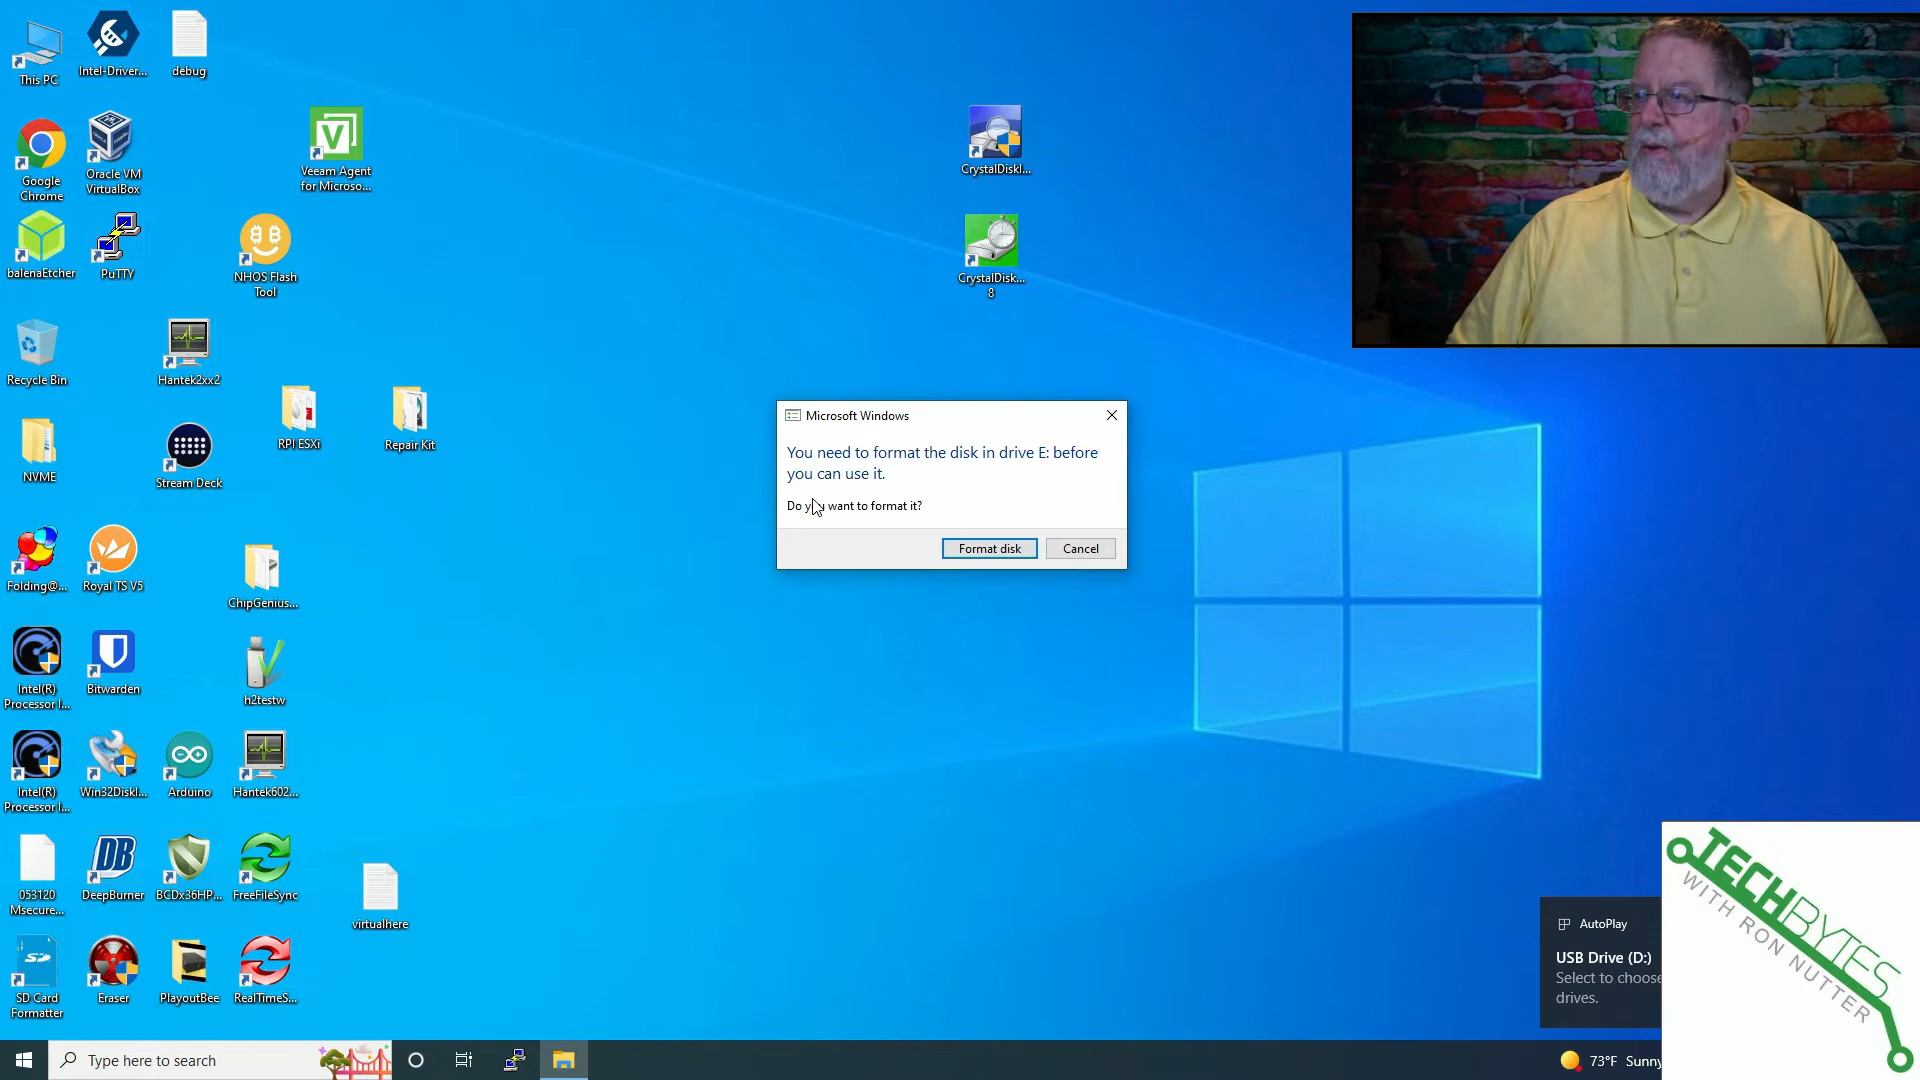 This PC
Intel-Driver...
debug
Google
Chrome
Oracle VM
VirtualBox
Veeam Agent
for Microso...
CrystalDiskI...
balenaEtcher
PuTTY
NHOS Flash
Tool
CrystalDisk...
8
Recycle Bin
Hantek2xx2
RPI ESXi
Repair Kit
NVME
Stream Deck
Microsoft Windows
You need to format the disk in drive E: before
you can use it.
Do you want to format it?
Format disk
Cancel
Folding@...
Royal TS V5
ChipGenius...
Intel(R)
Processor I...
Bitwarden
h2testw
Intel(R)
Processor I...
Win32DiskI...
Arduino
Hantek602...
053120
Msecure...
DB
DeepBurner
BCDx36HP...
FreeFileSync
virtualhere
SD
SD Card
Formatter
Eraser
PlayoutBee
RealTimeS...
AutoPlay
USB Drive (D:)
Select to choose
drives.
TECHBYTES
WITH RON NUTTER
Type here to search
73°F Sunny